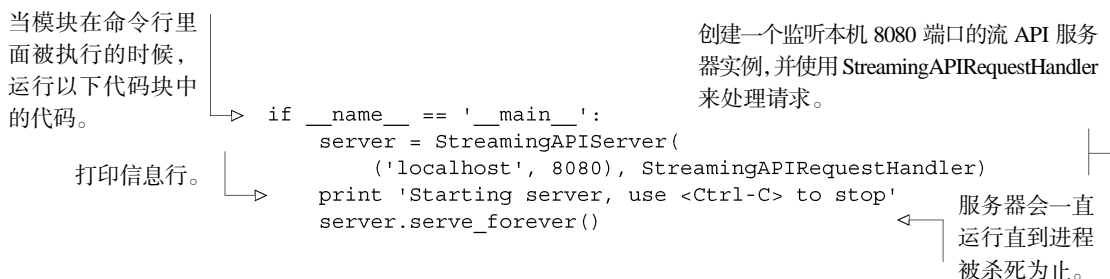 当模块在命令行里
面被执行的时候，
运行以下代码块中
的代码。
创建一个监听本机 8080 端口的流 API 服务
器实例，并使用 StreamingAPIRequestHandler
来处理请求。
if __name__ == '__main__':
    server = StreamingAPIServer(
        ('localhost', 8080), StreamingAPIRequestHandler)
打印信息行。
    print 'Starting server, use <Ctrl-C> to stop'
    server.serve_forever()
服务器会一直
运行直到进程
被杀死为止。